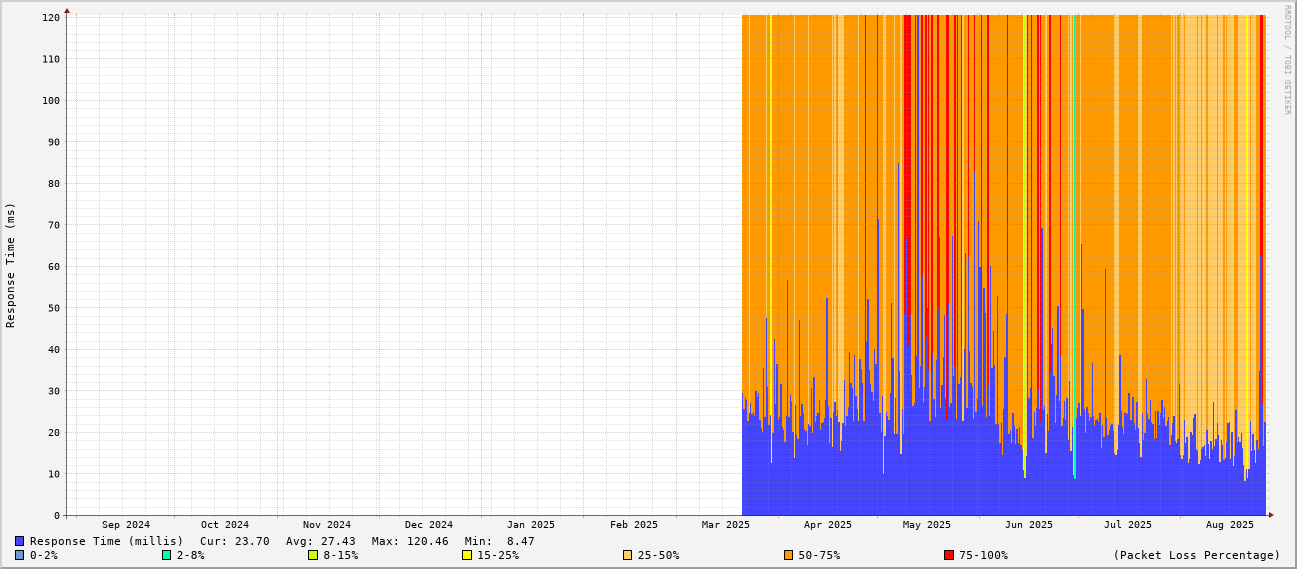 RRDTOOL / TOBI OETIKER
Response Time (ms)
120
110
100
90
80
70
60
50
40
30
20
10
0
Sep 2024 Oct 2024 Nov 2024 Dec 2024 Jan 2025 Feb 2025 Mar 2025 Apr 2025 May 2025 Jun 2025 Jul 2025 Aug 2025
Response Time (millis) Cur: 23.70 Avg: 27.43 Max: 120.46 Min: 8.47
0-2% 2-8% 8-15% 15-25% 25-50% 50-75% 75-100% (Packet Loss Percentage)